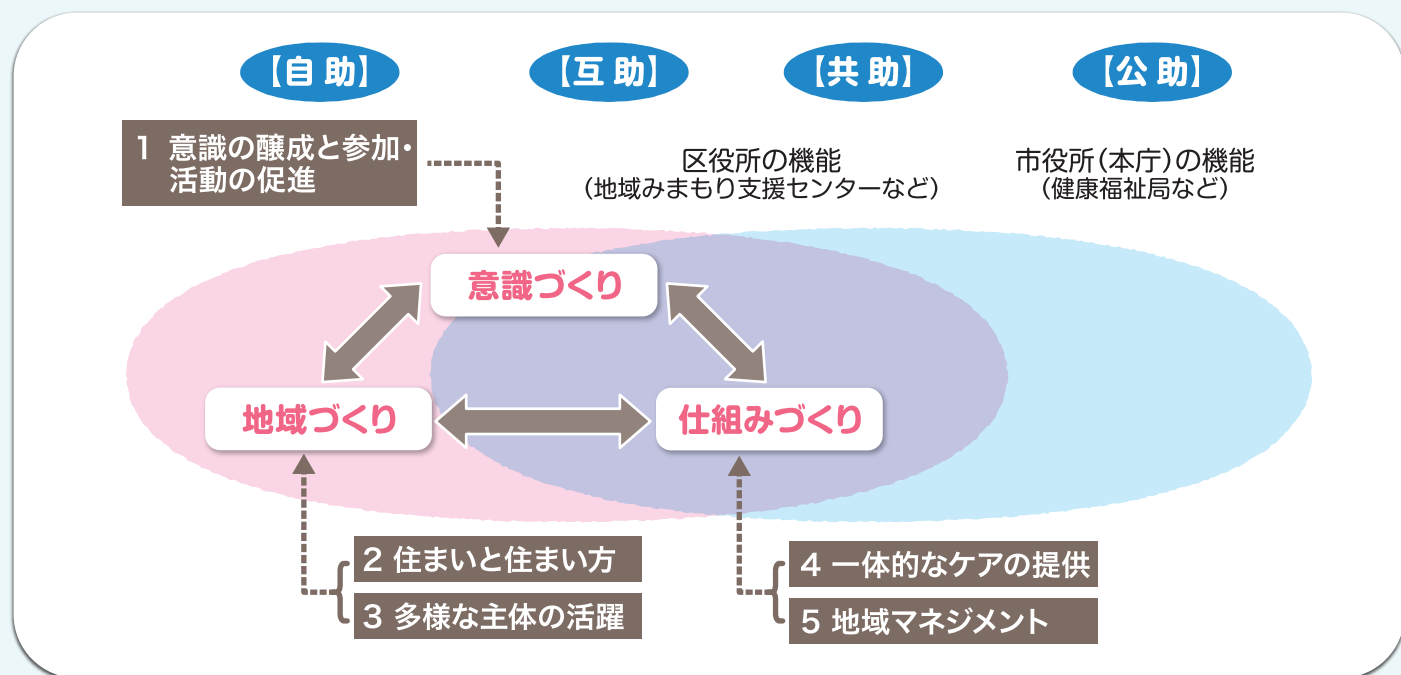 【自助】
【互助】
【共助】
【公助】
1 意識の醸成と参加・
活動の促進
区役所の機能
（地域みまもり支援センターなど）
市役所（本庁）の機能
（健康福祉局など）
意識づくり
地域づくり
仕組みづくり
2 住まいと住まい方
3 多様な主体の活躍
4 一体的なケアの提供
5 地域マネジメント